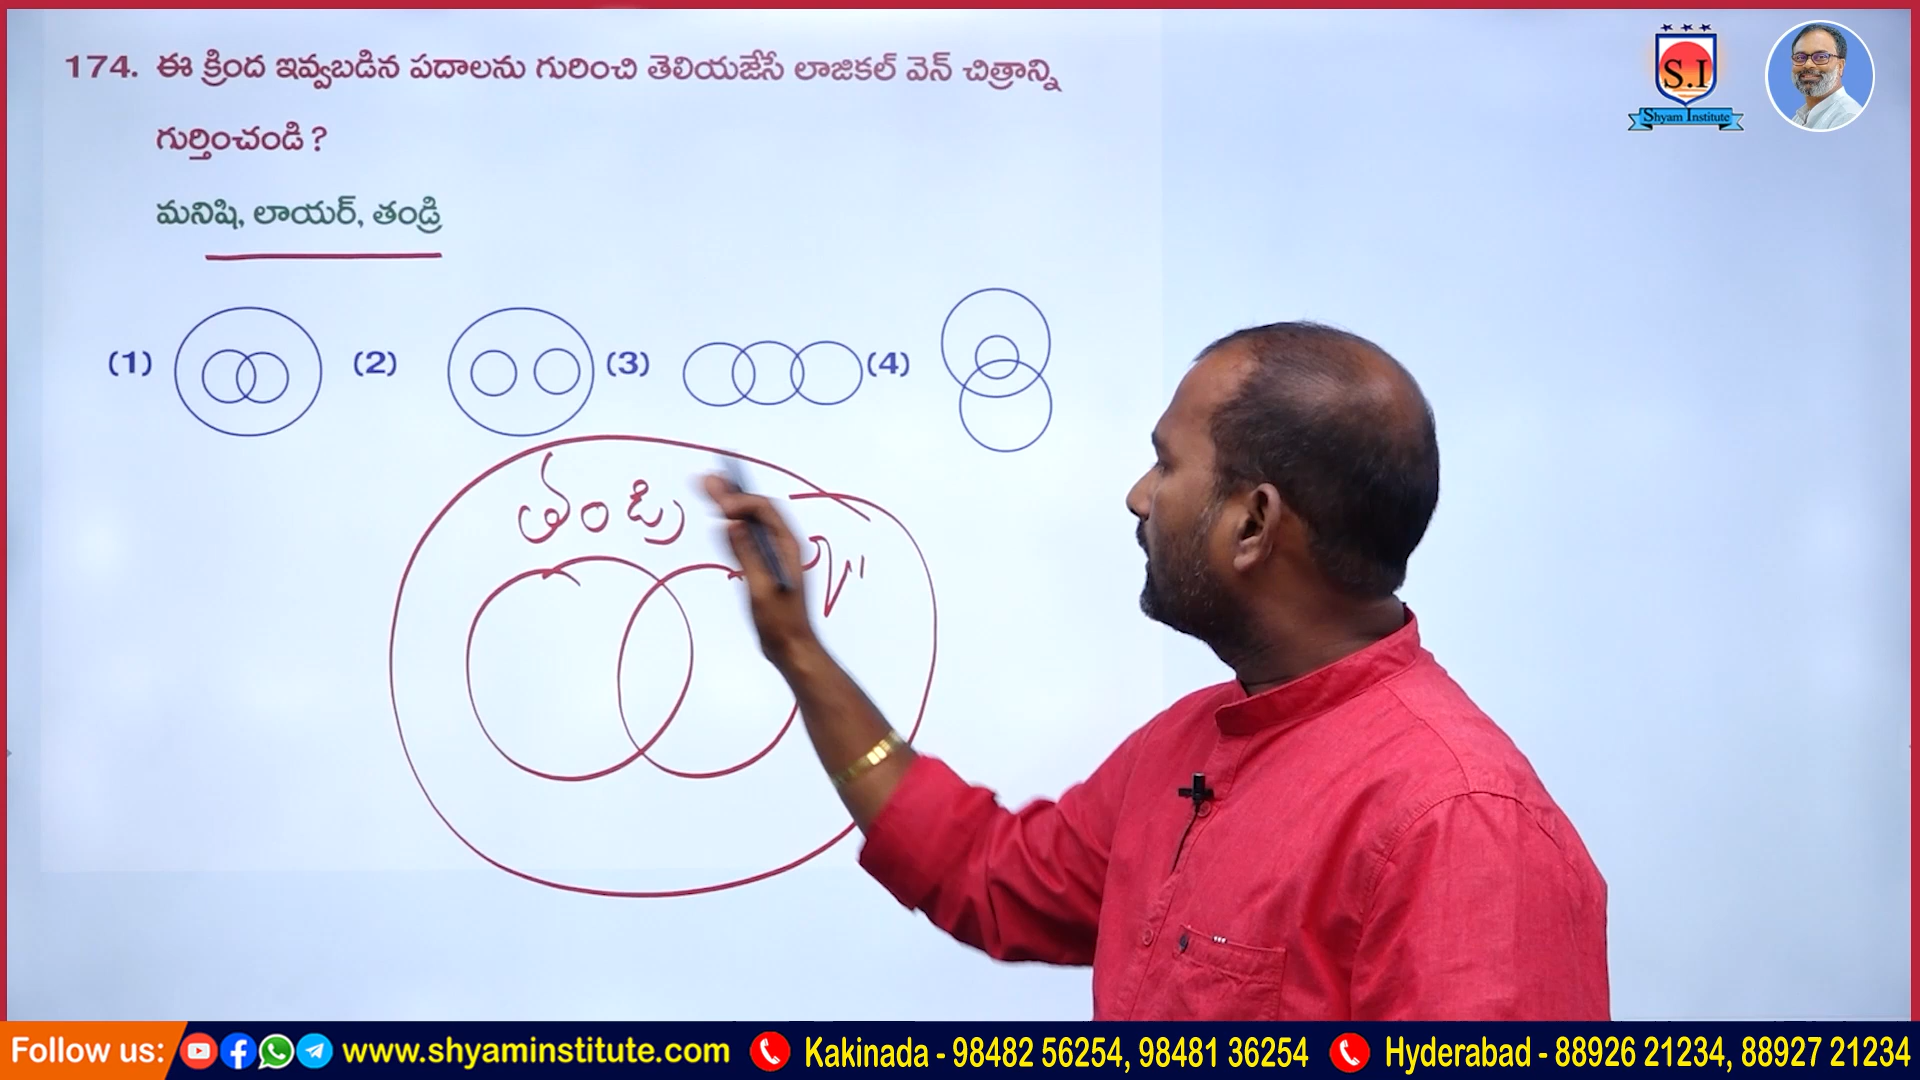 174. ఈ క్రింద ఇవ్వబడిన పదాలను గురించి తెలియజేసే లాజికల్ వెన్ చిత్రాన్ని
గుర్తించండి ?
మనిషి, లాయర్, తండ్రి
(1) (2) (3) (4)
తండ్రి
S.I
Shyam Institute
Follow us: www.shyaminstitute.com Kakinada - 98482 56254, 98481 36254 Hyderabad - 88926 21234, 88927 21234